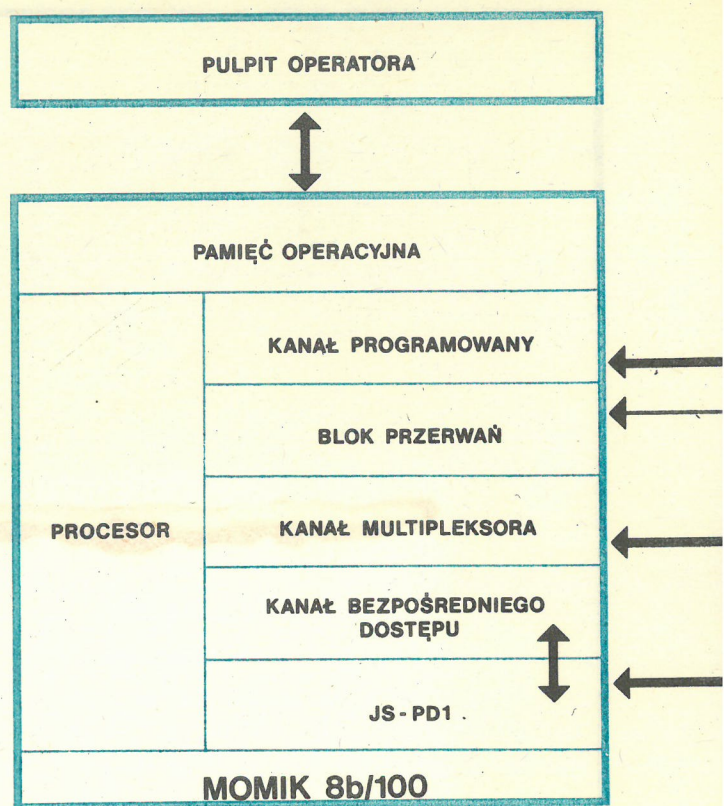 PULPIT OPERATORA
PAMIĘĆ OPERACYJNA
KANAŁ PROGRAMOWANY
BLOK PRZERWAŃ
PROCESOR
KANAŁ MULTIPLEKSORA
KANAŁ BEZPOŚREDNIEGO
DOSTĘPU
JS-PD1
MOMIK 8b/100